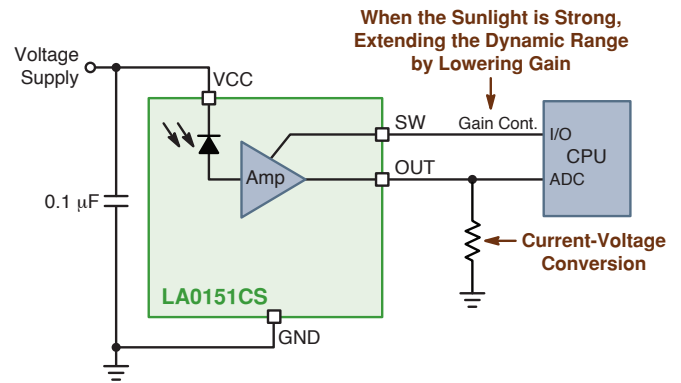 When the Sunlight is Strong,
Extending the Dynamic Range
by Lowering Gain
Voltage
Supply
VCC
SW
Gain Cont.
I/O
CPU
OUT
ADC
Amp
0.1 μF
Current-Voltage
Conversion
LA0151CS
GND